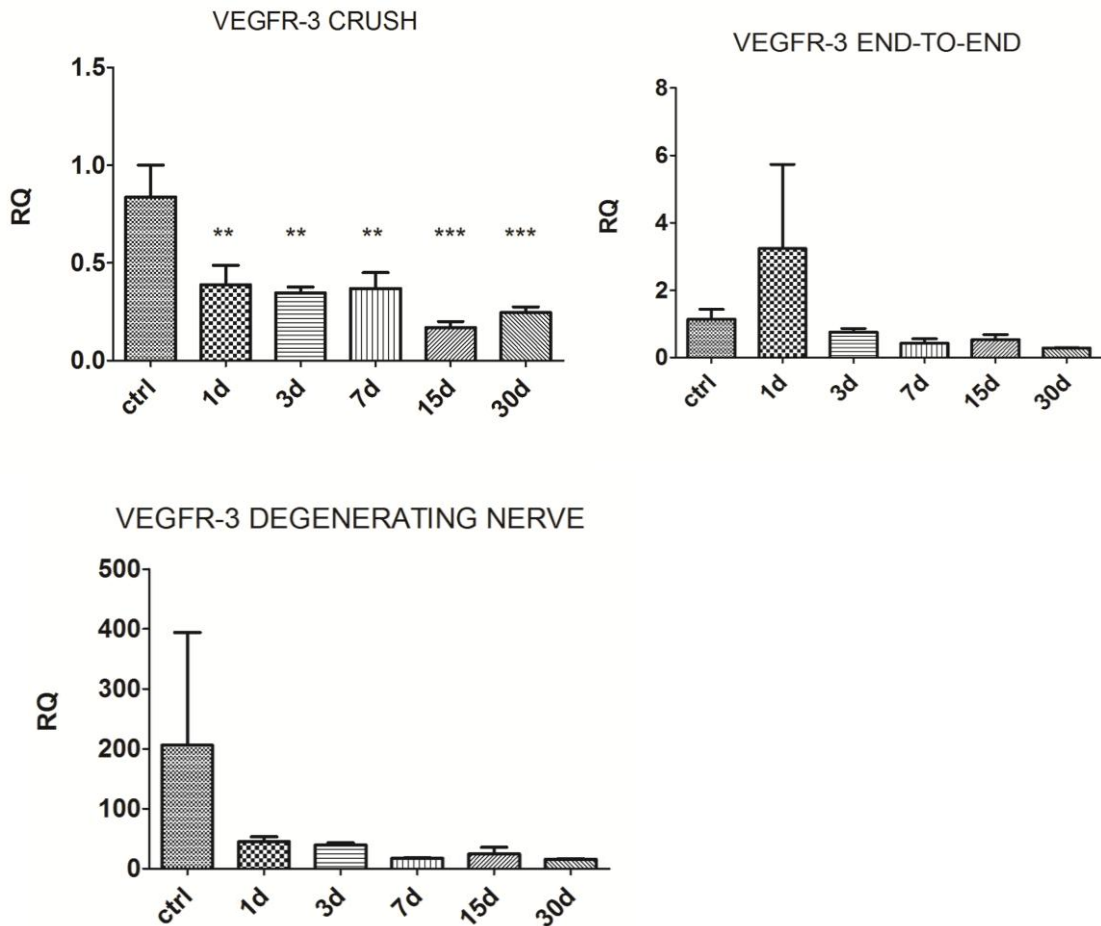 VEGFR-3 CRUSH
1.5
1.0
0.5
0.0
RQ
** ** ** *** ***
ctrl 1d 3d 7d 15d 30d
VEGFR-3 END-TO-END
8
6
4
2
0
RQ
ctrl 1d 3d 7d 15d 30d
VEGFR-3 DEGENERATING NERVE
500
400
300
200
100
0
RQ
ctrl 1d 3d 7d 15d 30d